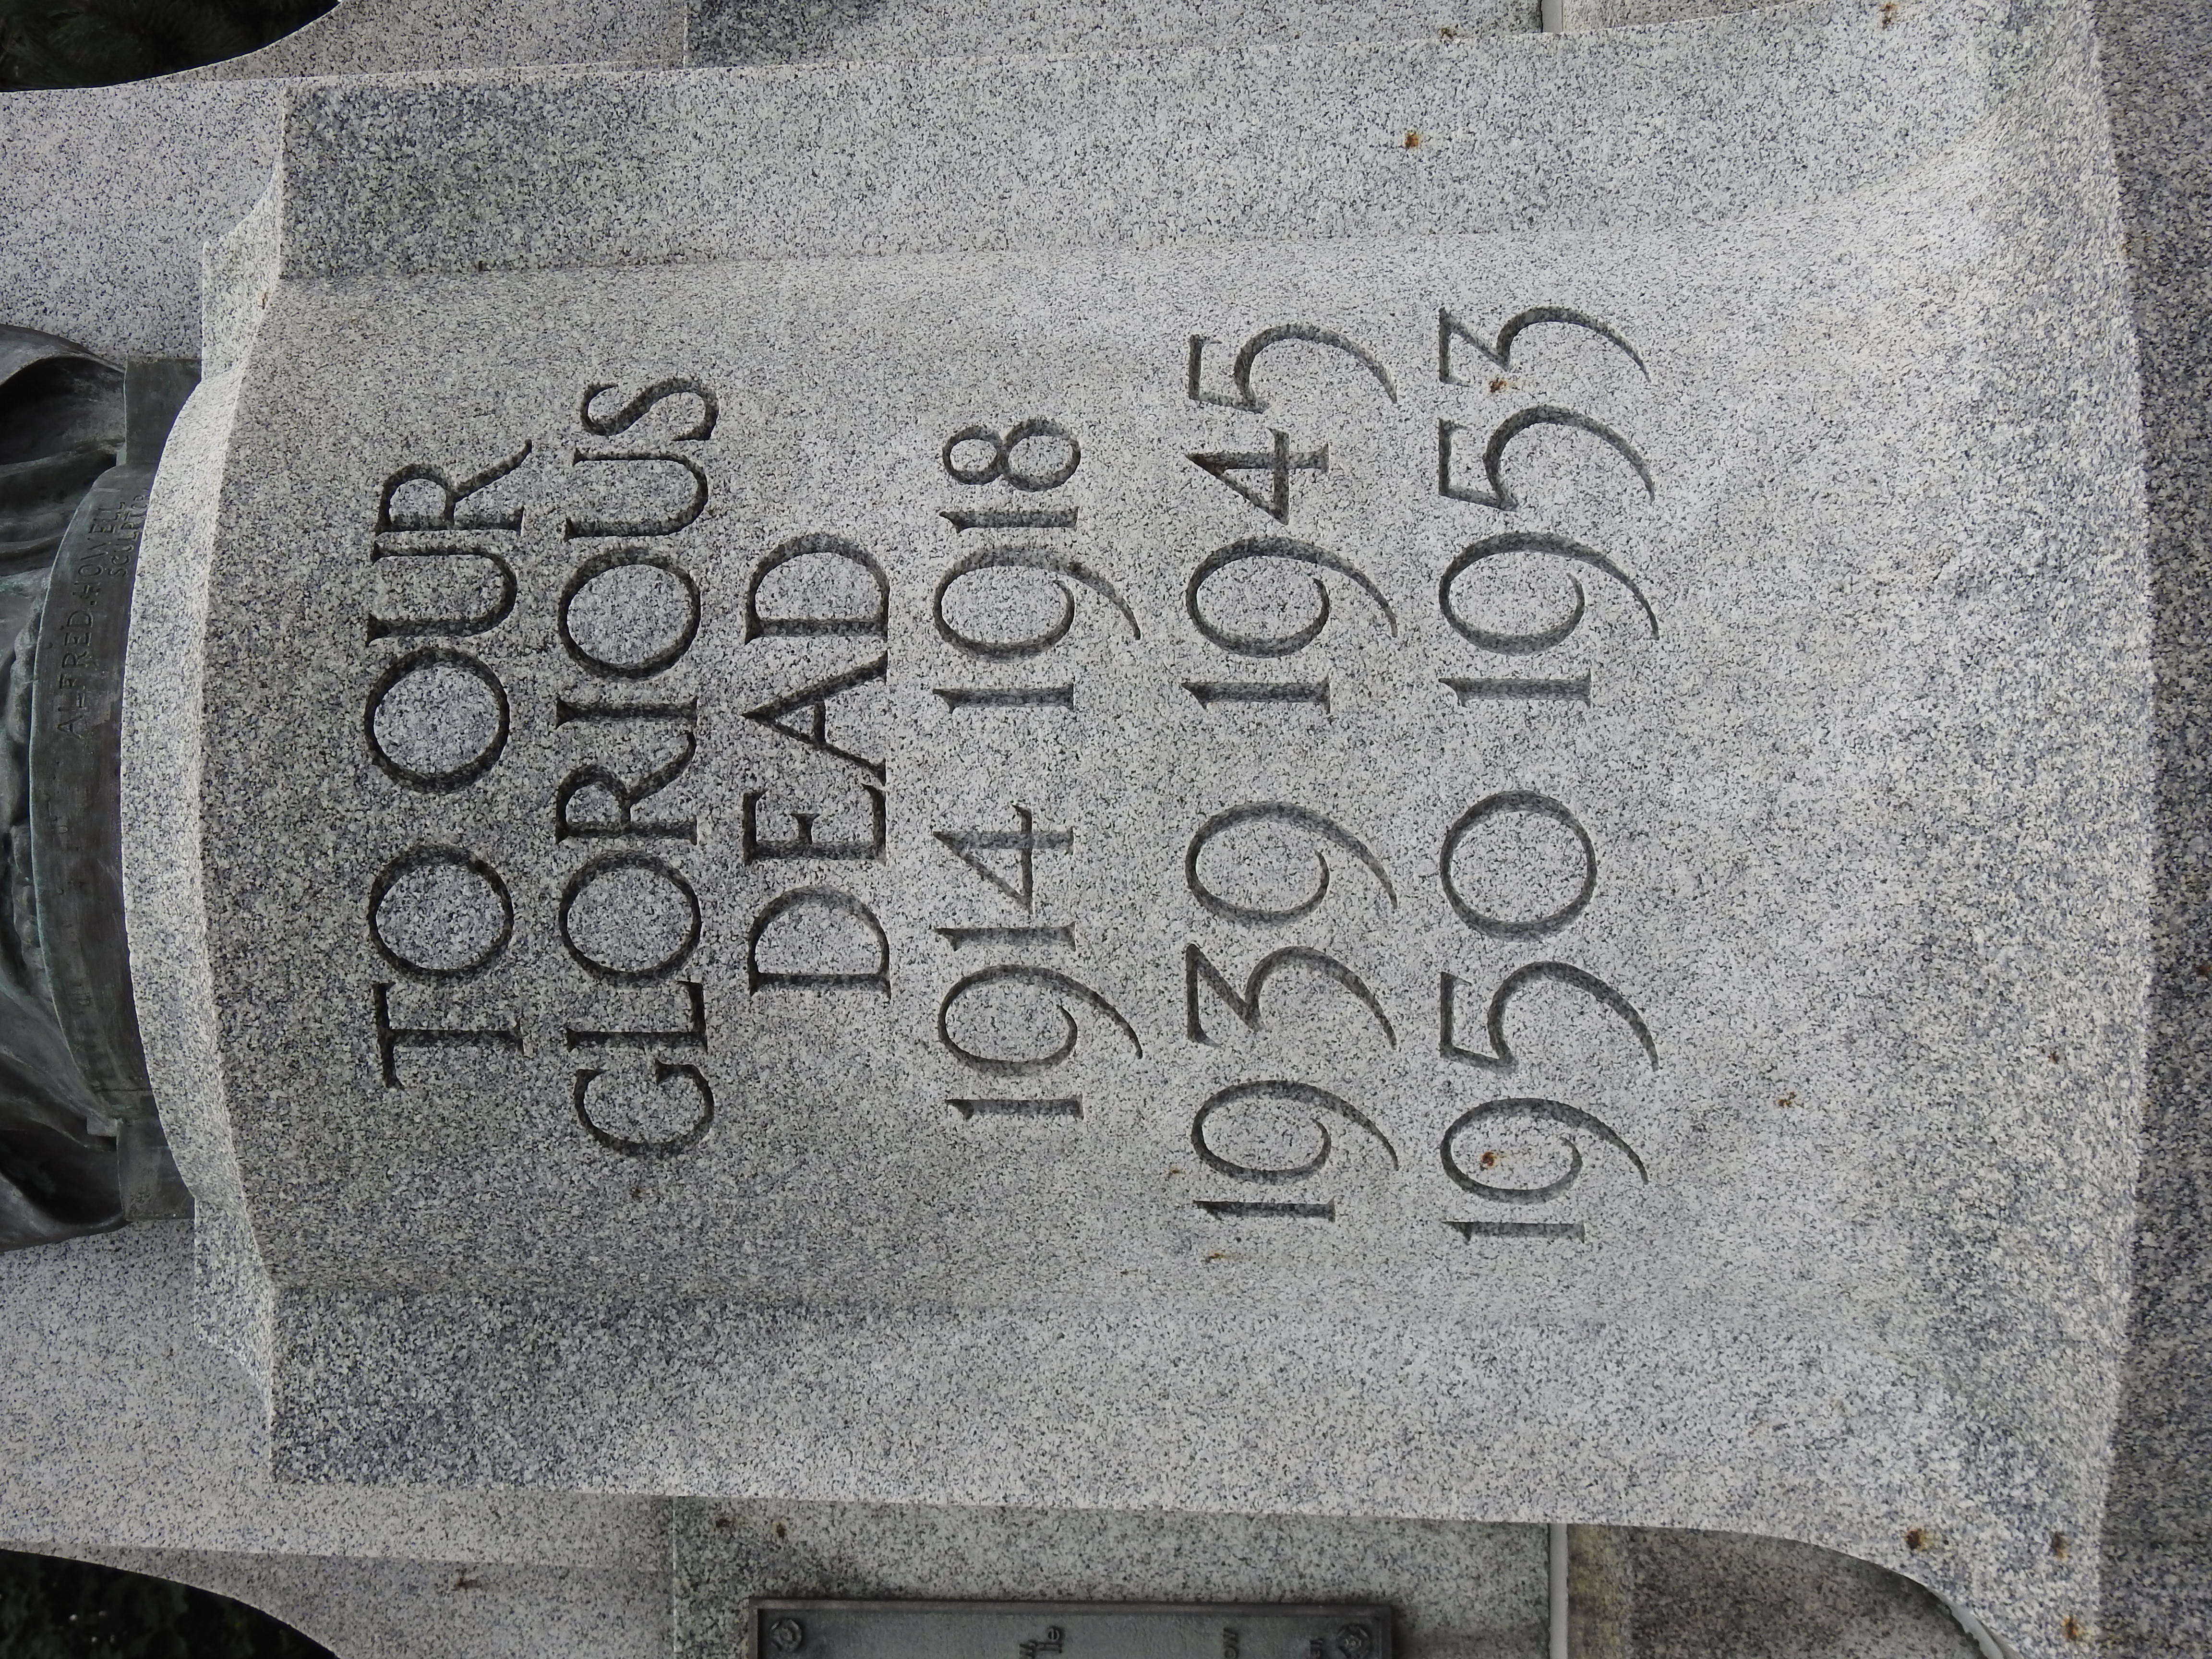 ALFRED.HOWELL
SCULPTOR
TO OUR
GLORIOUS
DEAD
1914 1918
1939 1945
1950 1953